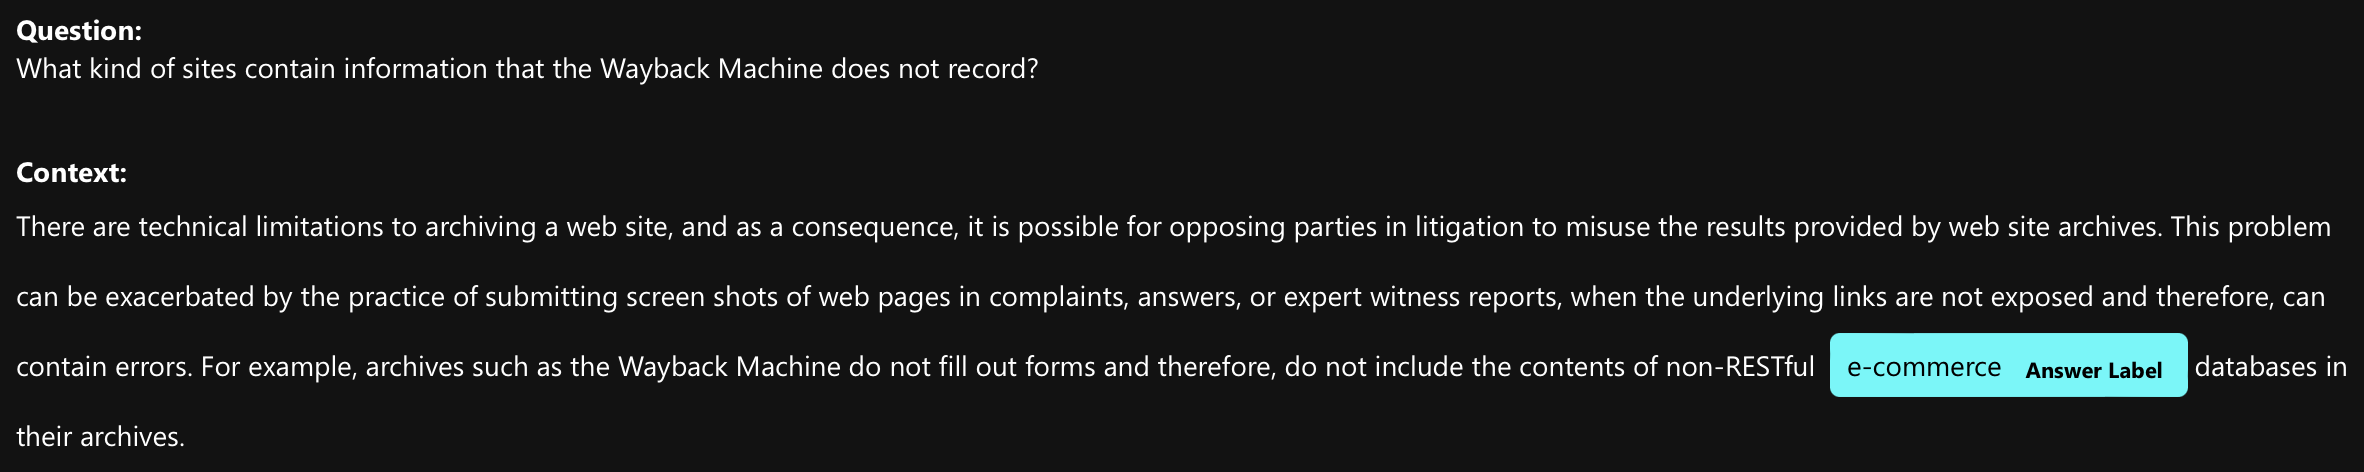 Question:
What kind of sites contain information that the Wayback Machine does not record?
Context:
There are technical limitations to archiving a web site, and as a consequence, it is possible for opposing parties in litigation to misuse the results provided by web site archives. This problem
can be exacerbated by the practice of submitting screen shots of web pages in complaints, answers, or expert witness reports, when the underlying links are not exposed and therefore, can
contain errors. For example, archives such as the Wayback Machine do not fill out forms and therefore, do not include the contents of non-RESTful e-commerce Answer Label databases in
their archives.